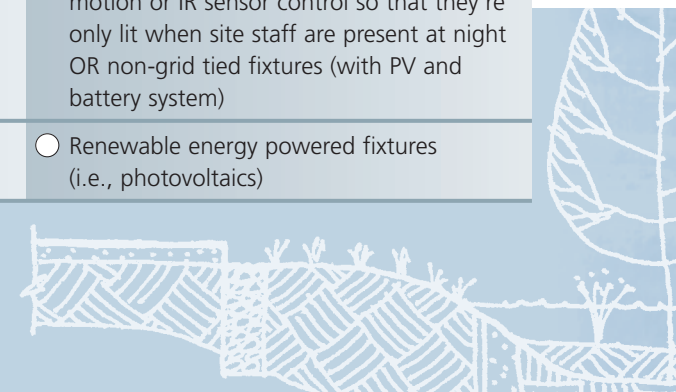 motion or IR sensor control so that they're
only lit when site staff are present at night
OR non-grid tied fixtures (with PV and
battery system)
Renewable energy powered fixtures
(i.e., photovoltaics)